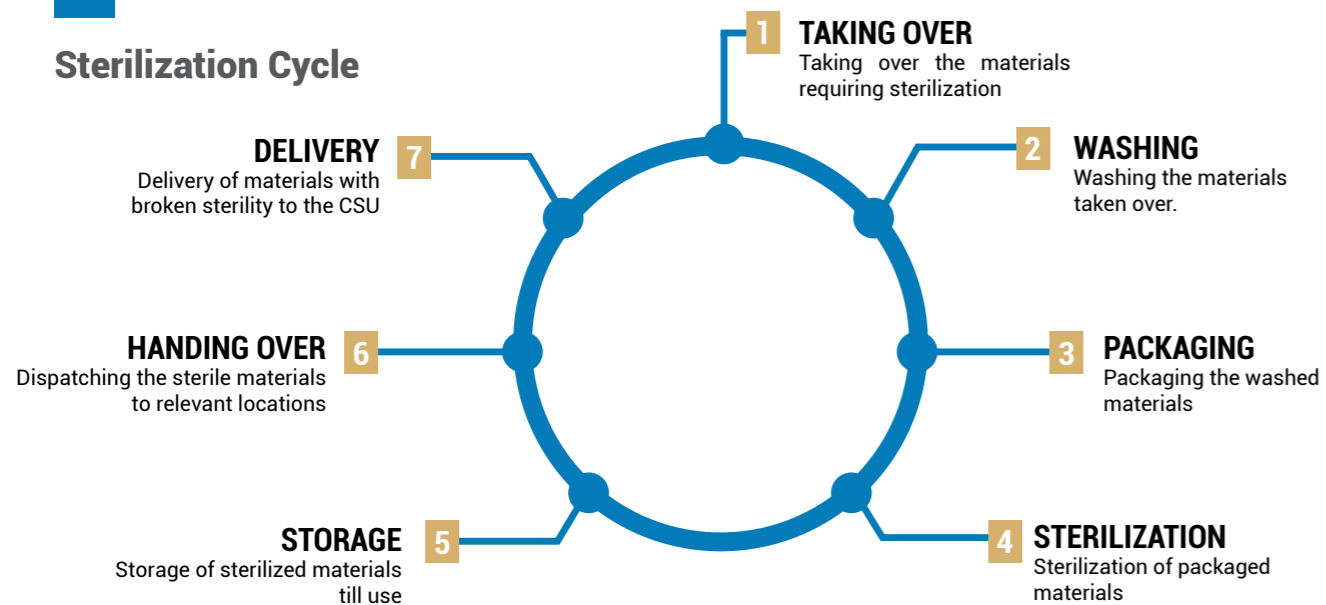 Sterilization Cycle
1
TAKING OVER
Taking over the materials
requiring sterilization
2
WASHING
Washing the materials
taken over.
3
PACKAGING
Packaging the washed
materials
4
STERILIZATION
Sterilization of packaged
materials
5
STORAGE
Storage of sterilized materials
till use
6
HANDING OVER
Dispatching the sterile materials
to relevant locations
7
DELIVERY
Delivery of materials with
broken sterility to the CSU